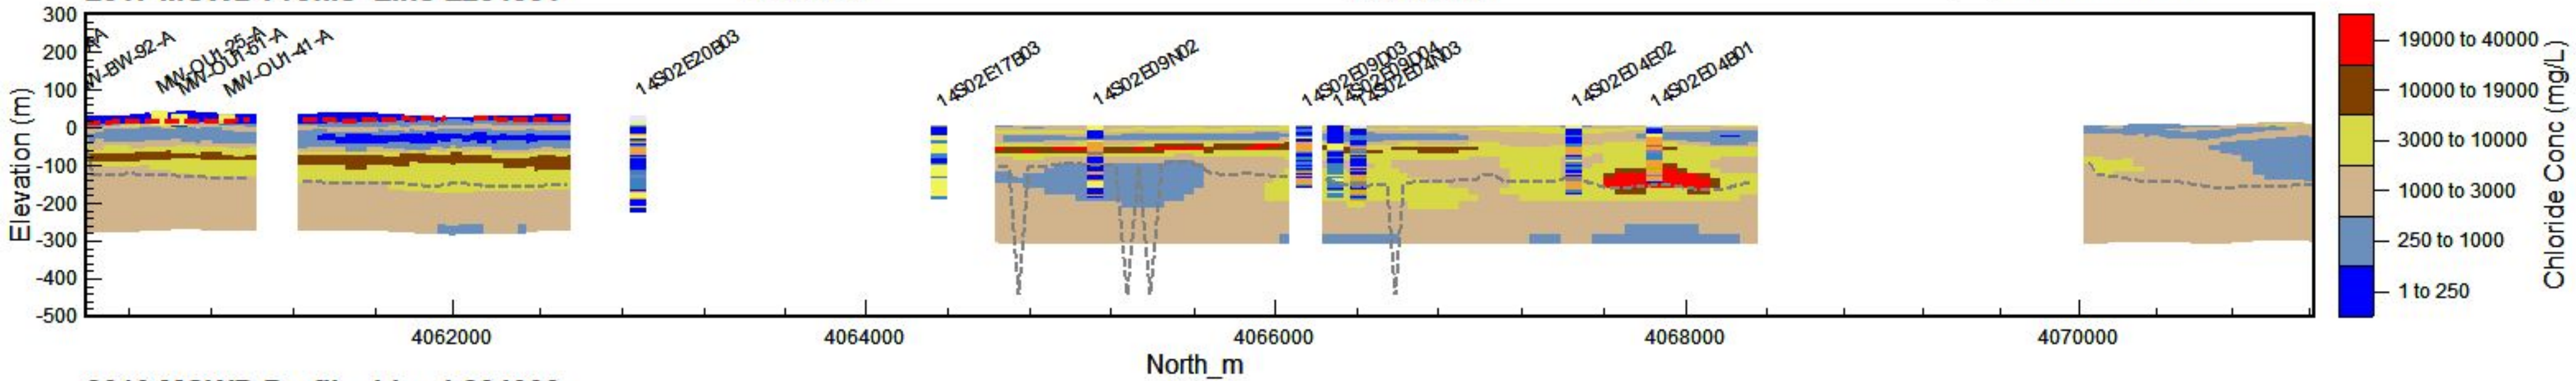 300
200
100
0
-100
-200
-300
-400
-500
Elevation (m)
W-BW-92-A
MW-OU1-25-A
MW-OU1-61-A
MW-OU1-41-A
14S02E20B03
14S02E17B03
14S02E09N02
14S02E09D03
14S02E09D04
14S02E04N03
14S02E04E02
14S02E04B01
4062000
4064000
4066000
4068000
4070000
North_m
19000 to 40000
10000 to 19000
3000 to 10000
1000 to 3000
250 to 1000
1 to 250
Chloride Conc (mg/L)